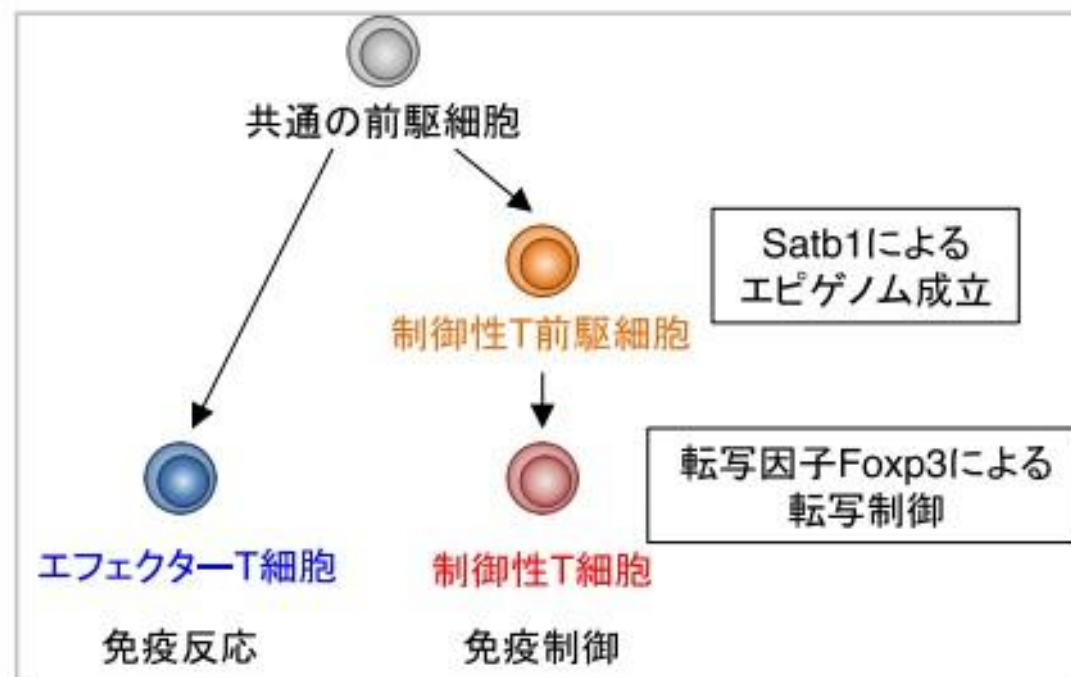 共通の前駆細胞
Satb1による
エピゲノム成立
制御性T前駆細胞
転写因子Foxp3による
転写制御
エフェクターT細胞
制御性T細胞
免疫反応
免疫制御